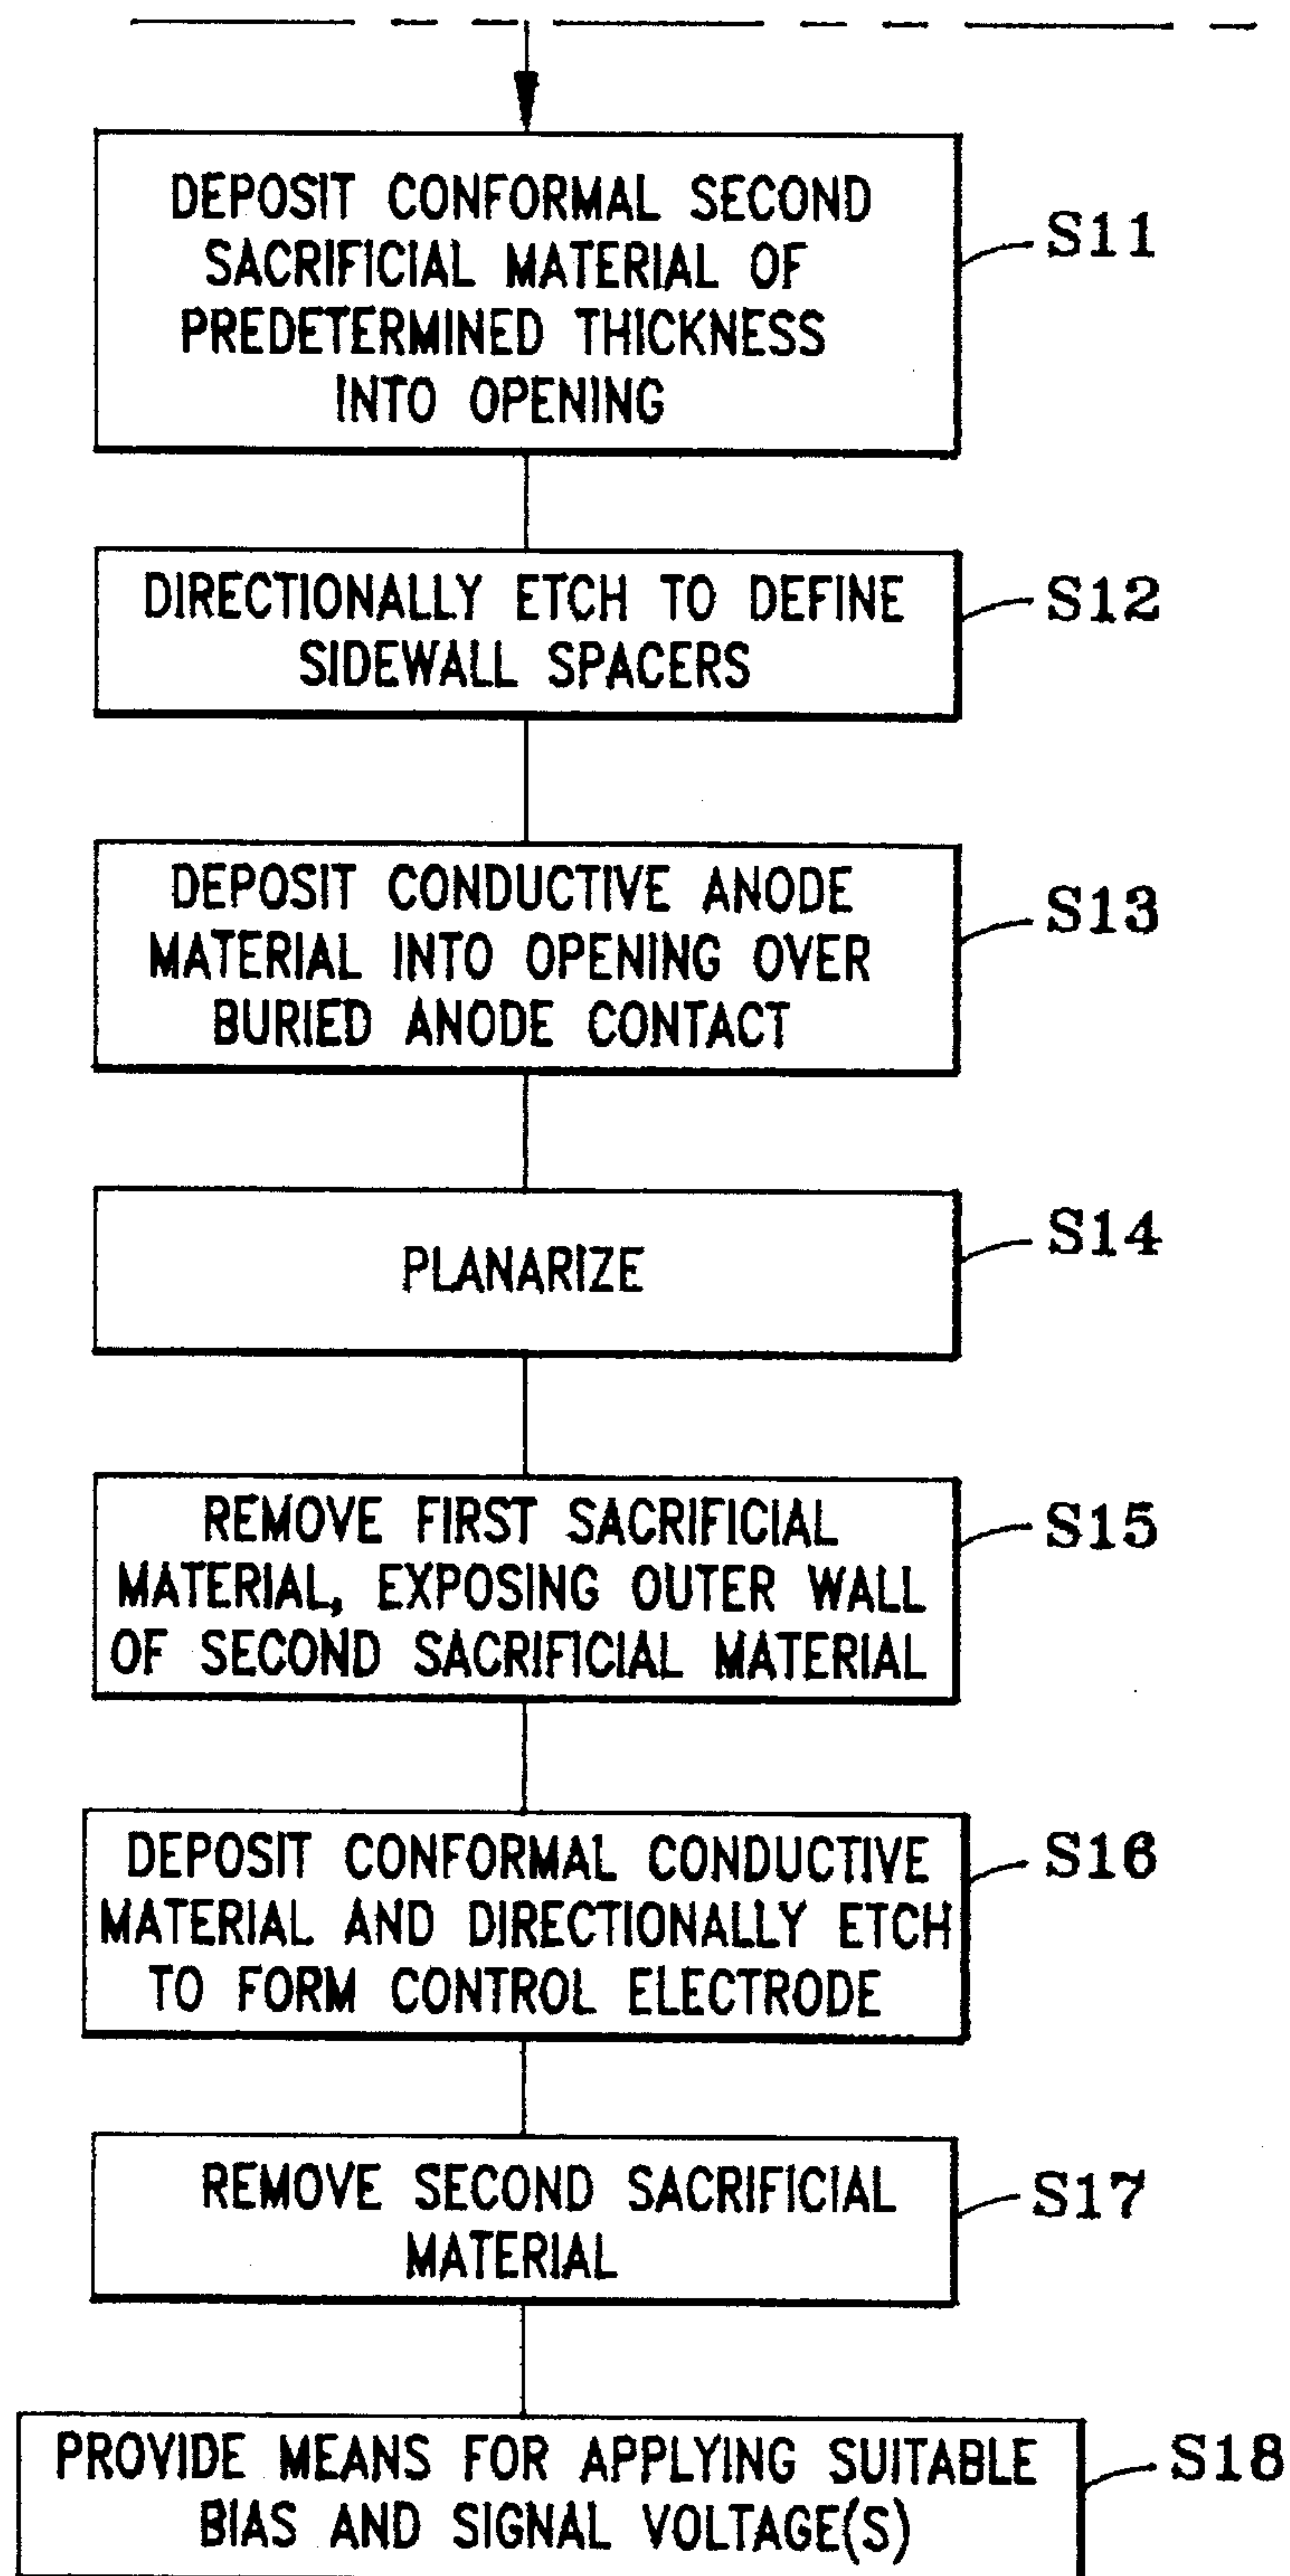 DEPOSIT CONFORMAL SECOND
SACRIFICIAL MATERIAL OF
PREDETERMINED THICKNESS
INTO OPENING
S11
DIRECTIONALLY ETCH TO DEFINE
SIDEWALL SPACERS
S12
DEPOSIT CONDUCTIVE ANODE
MATERIAL INTO OPENING OVER
BURIED ANODE CONTACT
S13
PLANARIZE
S14
REMOVE FIRST SACRIFICIAL
MATERIAL, EXPOSING OUTER WALL
OF SECOND SACRIFICIAL MATERIAL
S15
DEPOSIT CONFORMAL CONDUCTIVE
MATERIAL AND DIRECTIONALLY ETCH
TO FORM CONTROL ELECTRODE
S16
REMOVE SECOND SACRIFICIAL
MATERIAL
S17
PROVIDE MEANS FOR APPLYING SUITABLE
BIAS AND SIGNAL VOLTAGE(S)
S18